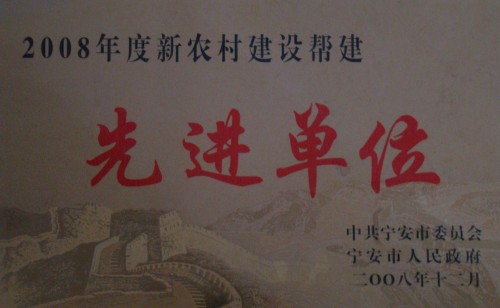 2008年度新农村建设帮建
先进单位
中共宁安市委员会
宁安市人民政府
二〇〇八年十二月